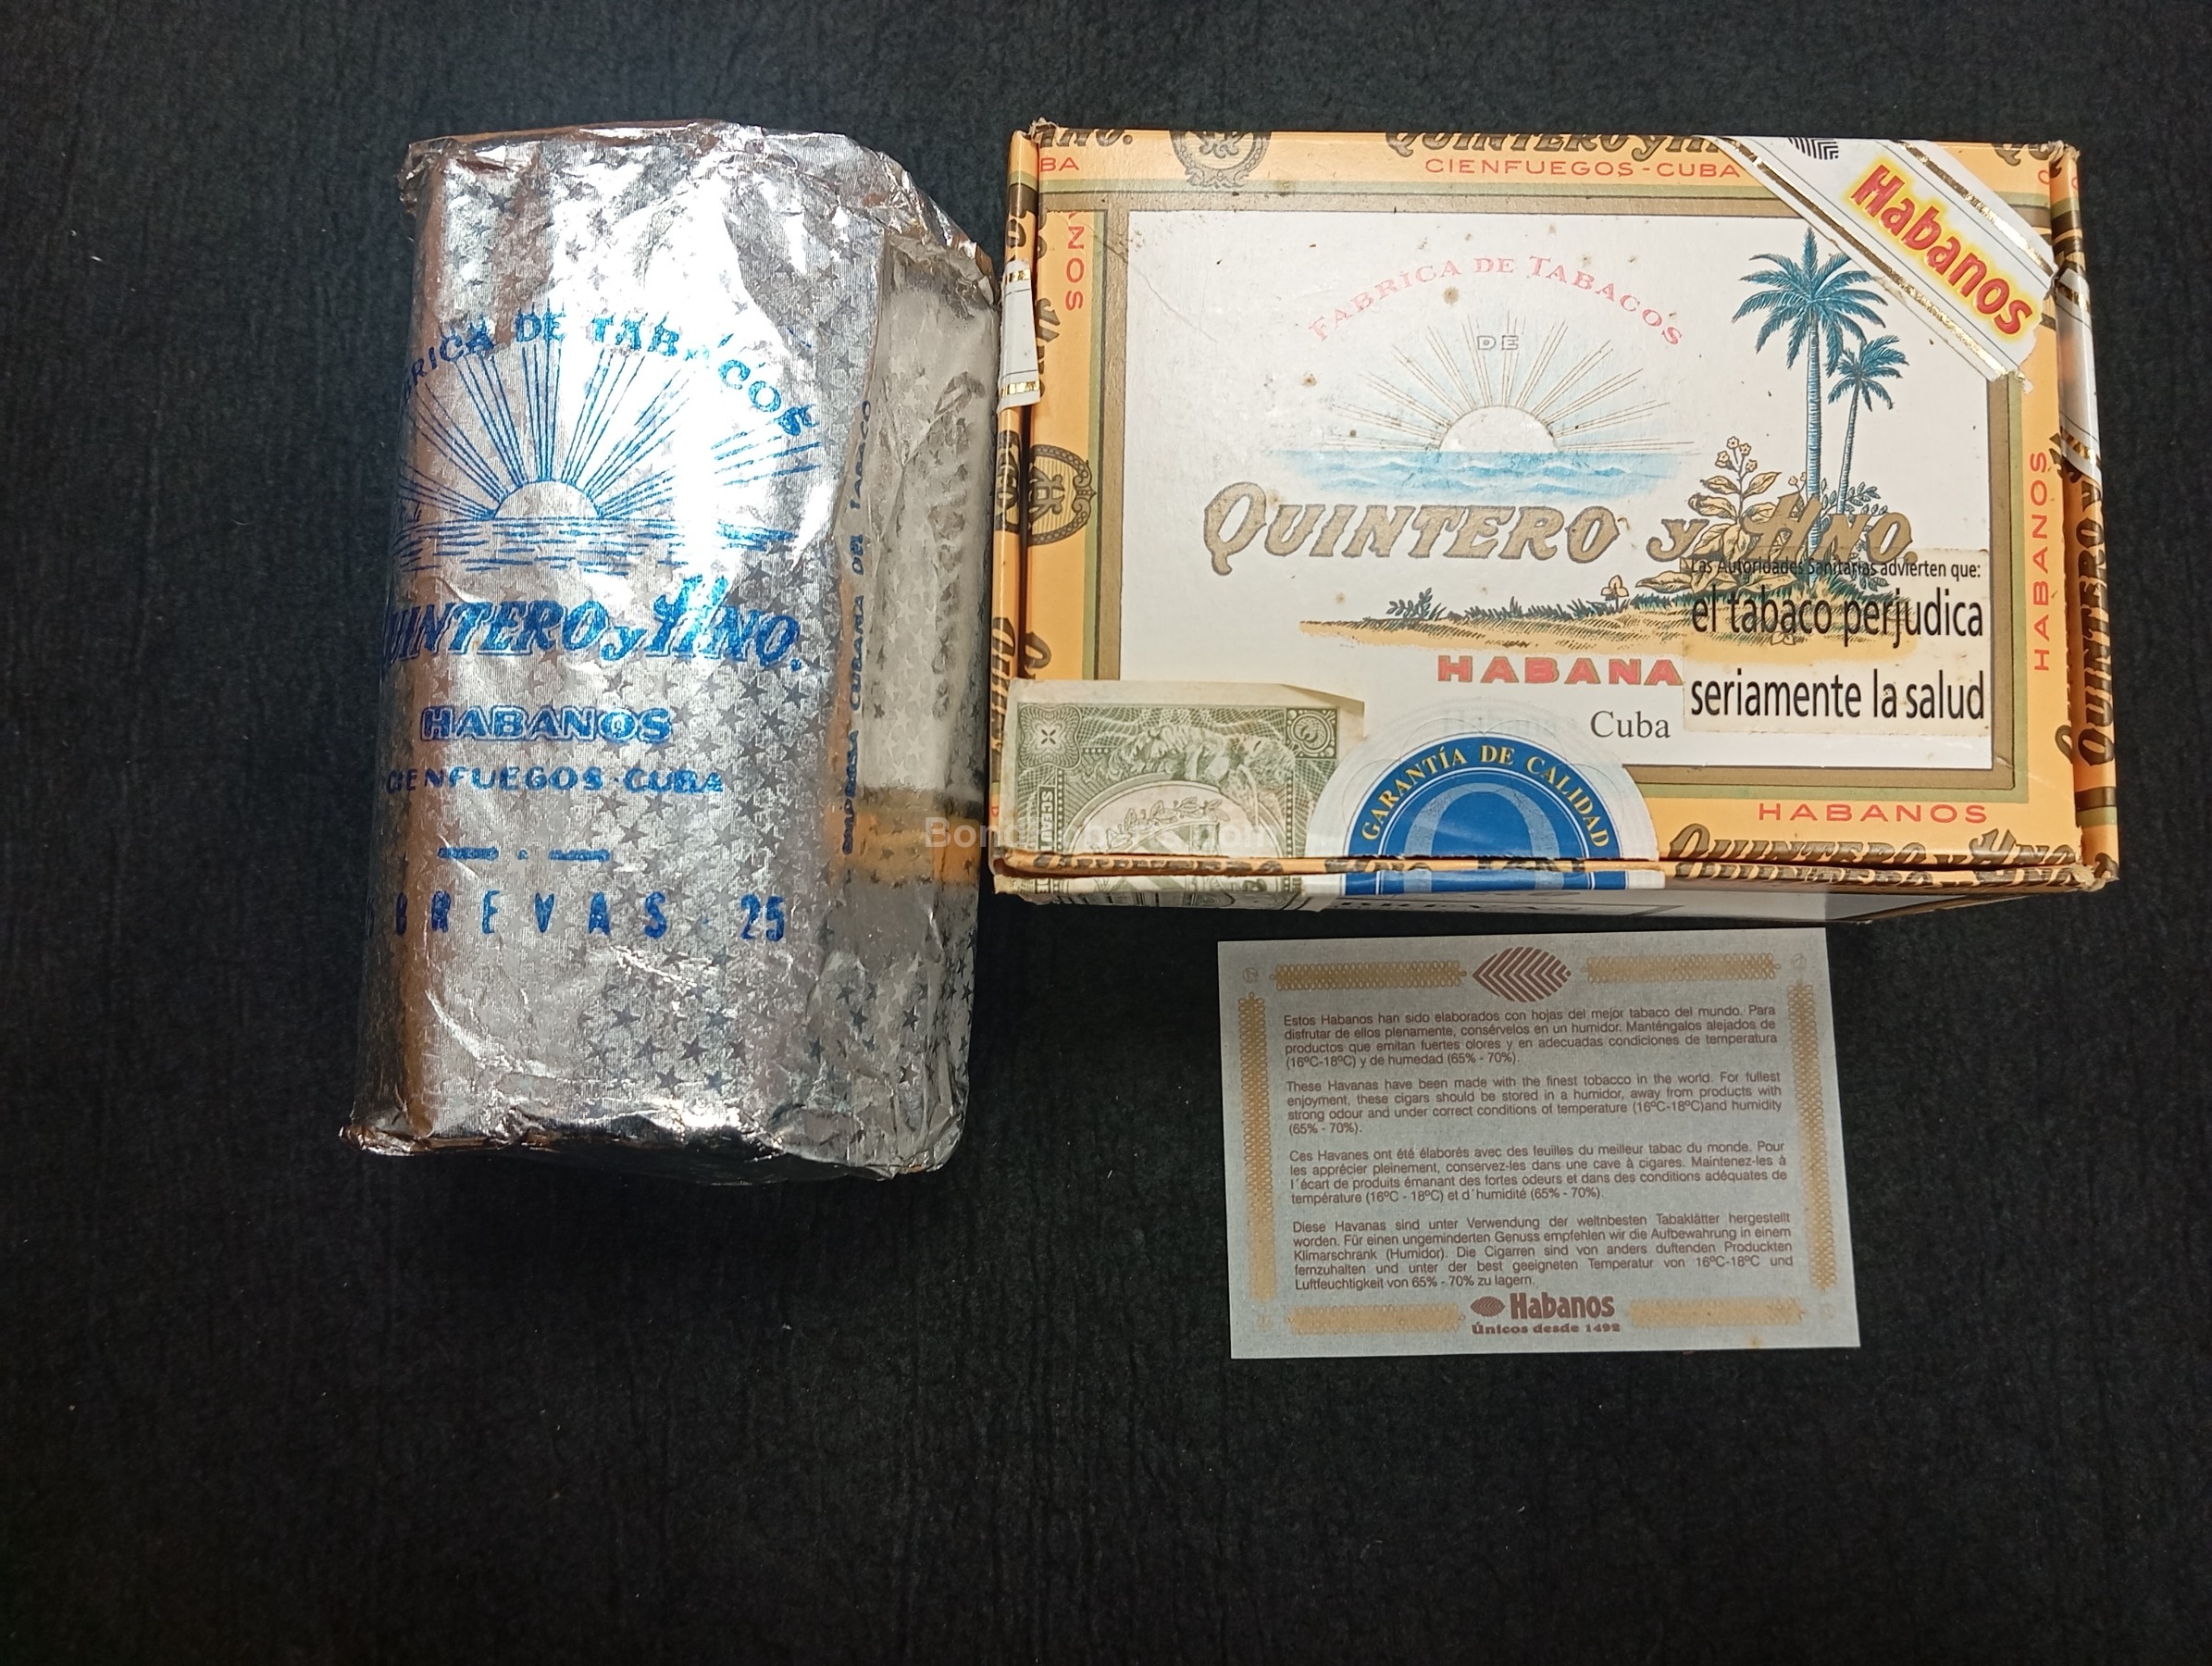 FABRICA DE TABACOS
QUINTERO y HNO.
HABANOS
CIENFUEGOS-CUBA
BREVAS 25
EMPRESA CUBANA DEL TABACO
HNO.
QUINTERO y HNO.
CIENFUEGOS-CUBA
Habanos
FABRICA DE TABACOS
DE
QUINTERO y HNO.
HABANA
Cuba
Las Autoridades Sanitarias advierten que:
el tabaco perjudica
seriamente la salud
GARANTÍA DE CALIDAD
HABANOS
HABANOS
QUINTERO y HNO.
QUINTERO y
Estos Habanos han sido elaborados con hojas del mejor tabaco del mundo. Para
disfrutar de ellos plenamente, consérvelos en un humidor. Manténgalos alejados de
productos que emitan fuertes olores y en adecuadas condiciones de temperatura
(16ºC-18ºC) y de humedad (65% - 70%).
These Havanas have been made with the finest tobacco in the world. For fullest
enjoyment, these cigars should be stored in a humidor, away from products with
strong odour and under correct conditions of temperature (16ºC-18ºC)and humidity
(65% - 70%).
Ces Havanes ont été élaborés avec des feuilles du meilleur tabac du monde. Pour
les apprécier pleinement, conservez-les dans une cave à cigares. Maintenez-les à
l´écart de produits émanant des fortes odeurs et dans des conditions adéquates de
température (16ºC - 18ºC) et d´humidité (65% - 70%).
Diese Havanas sind unter Verwendung der weltnbesten Tabaklätter hergestellt
worden. Für einen ungeminderten Genuss empfehlen wir die Aufbewahrung in einem
Klimarschränk (Humidor). Die Cigarren sind von anders duftenden Produckten
fernzuhalten und unter der best geeigneten Temperatur von 16ºC-18ºC und
Luftfeuchtigkeit von 65% - 70% zu lagern.
Habanos
Únicos desde 1492